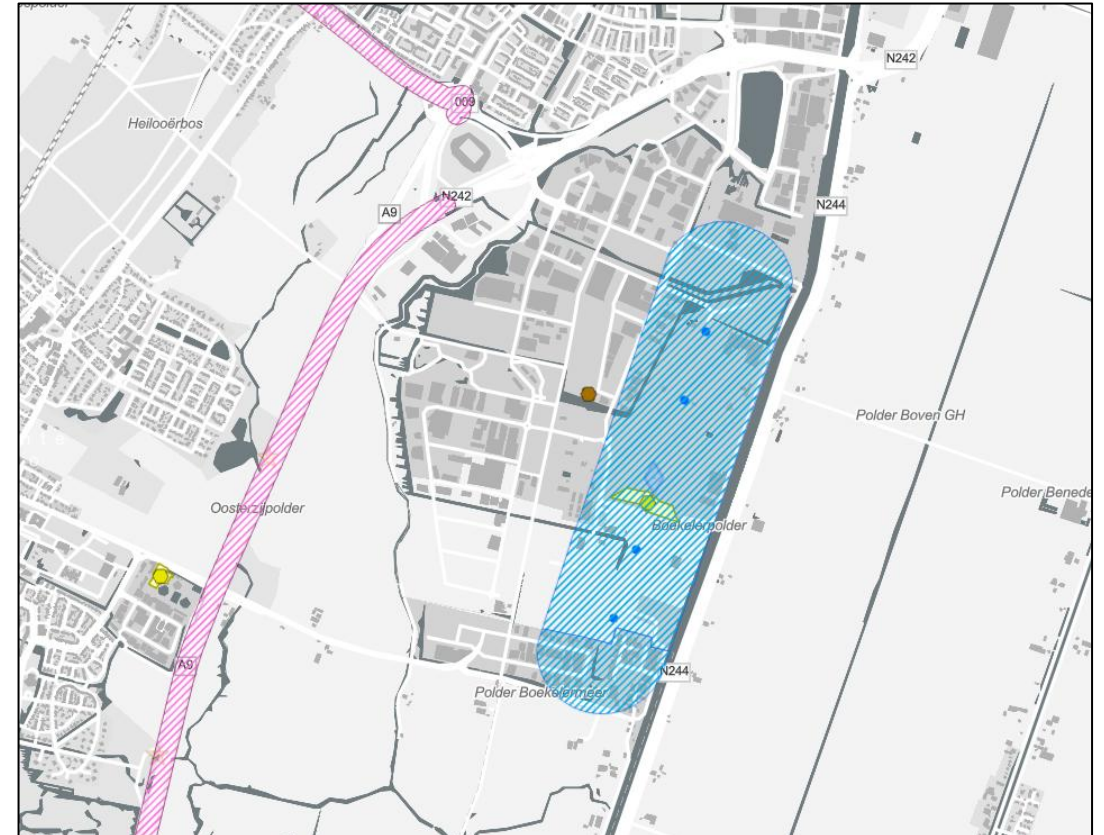 N242
009
Heilooërbos
N242
N244
A9
Polder Boven GH
Oosterzijpolder
Boekelerpolder
A9
N244
Polder Boekelermeer